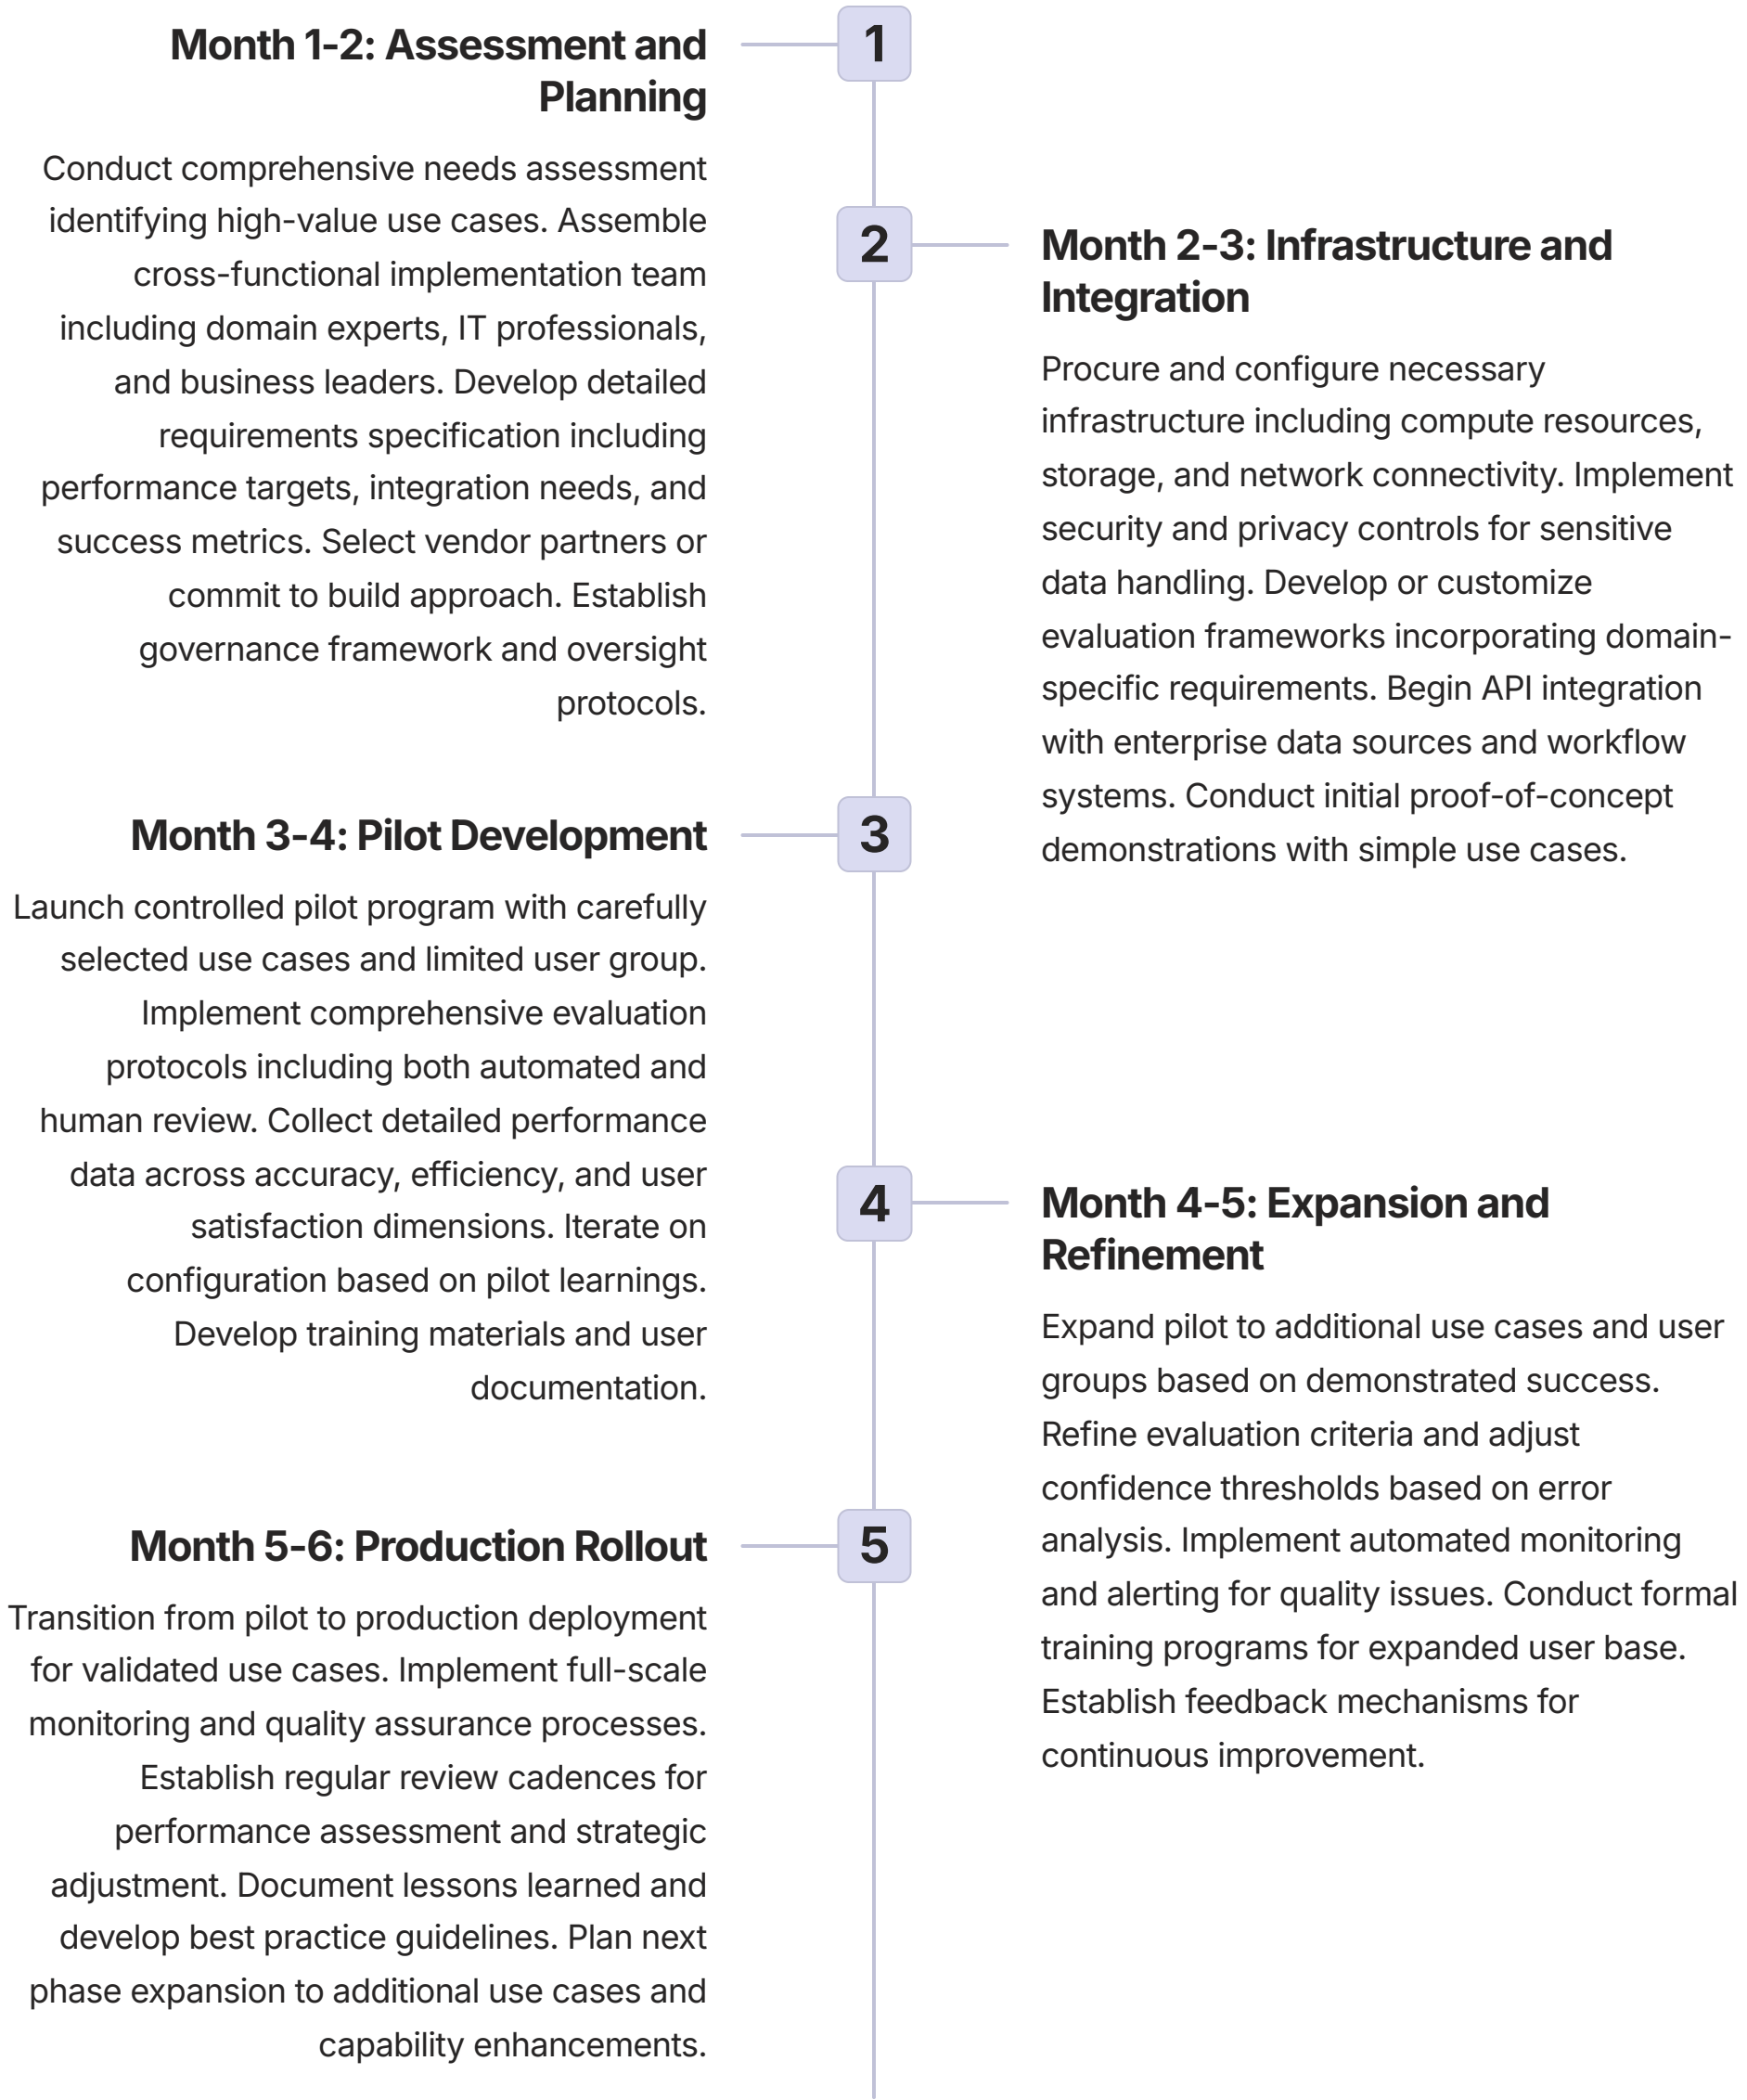 1
Month 1-2: Assessment and
Planning
Conduct comprehensive needs assessment
identifying high-value use cases. Assemble
cross-functional implementation team
including domain experts, IT professionals,
and business leaders. Develop detailed
requirements specification including
performance targets, integration needs, and
success metrics. Select vendor partners or
commit to build approach. Establish
governance framework and oversight
protocols.
2
Month 2-3: Infrastructure and
Integration
Procure and configure necessary
infrastructure including compute resources,
storage, and network connectivity. Implement
security and privacy controls for sensitive
data handling. Develop or customize
evaluation frameworks incorporating domain-
specific requirements. Begin API integration
with enterprise data sources and workflow
systems. Conduct initial proof-of-concept
demonstrations with simple use cases.
3
Month 3-4: Pilot Development
Launch controlled pilot program with carefully
selected use cases and limited user group.
Implement comprehensive evaluation
protocols including both automated and
human review. Collect detailed performance
data across accuracy, efficiency, and user
satisfaction dimensions. Iterate on
configuration based on pilot learnings.
Develop training materials and user
documentation.
4
Month 4-5: Expansion and
Refinement
Expand pilot to additional use cases and user
groups based on demonstrated success.
Refine evaluation criteria and adjust
confidence thresholds based on error
analysis. Implement automated monitoring
and alerting for quality issues. Conduct formal
training programs for expanded user base.
Establish feedback mechanisms for
continuous improvement.
5
Month 5-6: Production Rollout
Transition from pilot to production deployment
for validated use cases. Implement full-scale
monitoring and quality assurance processes.
Establish regular review cadences for
performance assessment and strategic
adjustment. Document lessons learned and
develop best practice guidelines. Plan next
phase expansion to additional use cases and
capability enhancements.